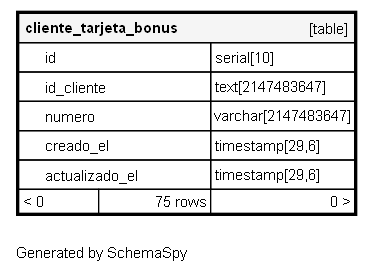 cliente_tarjeta_bonus [table]
id serial[10]
id_cliente text[2147483647]
numero varchar[2147483647]
creado_el timestamp[29,6]
actualizado_el timestamp[29,6]
< 0 75 rows 0 >
Generated by SchemaSpy